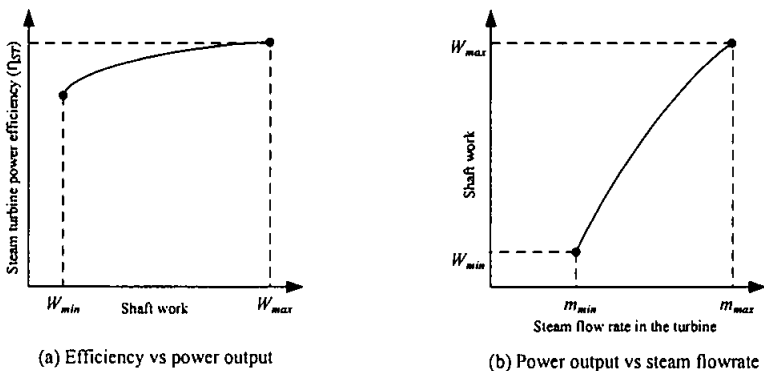 Steam turbine power efficiency (η_ST)
W_min
Shaft work
W_max
(a) Efficiency vs power output
W_max
Shaft work
W_min
m_min
m_max
Steam flow rate in the turbine
(b) Power output vs steam flowrate